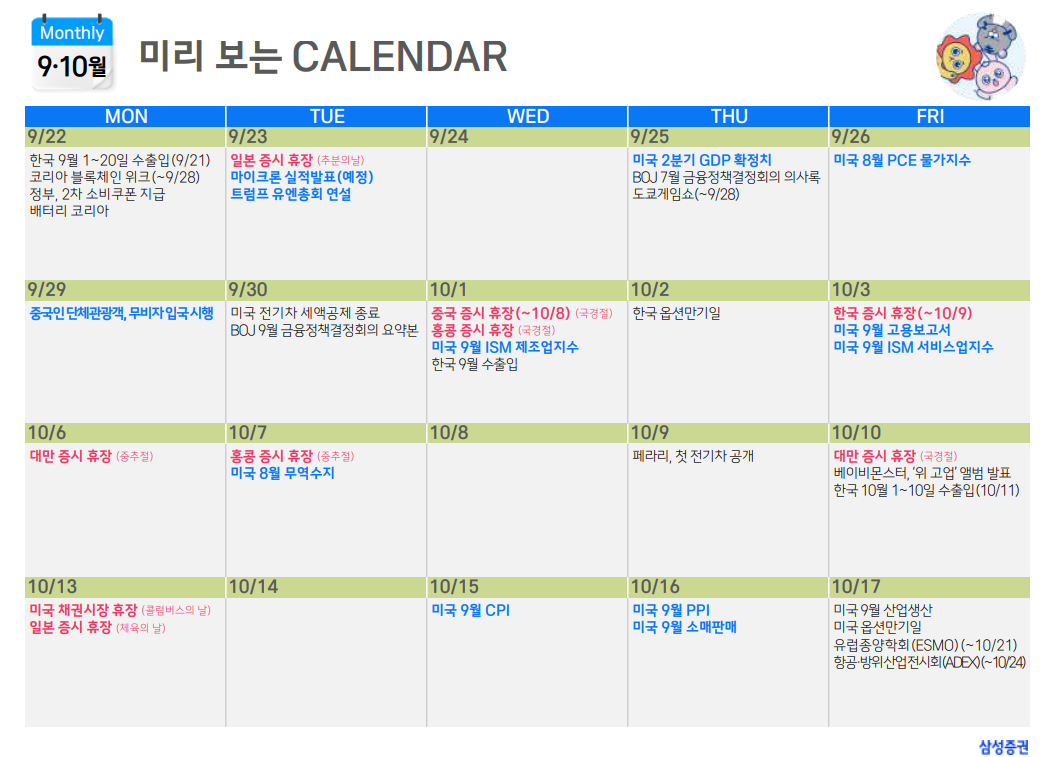 Monthly
9·10월
미리 보는 CALENDAR
MON TUE WED THU FRI
9/22
한국 9월 1~20일 수출입(9/21)
코리아 블록체인 위크(~9/28)
정부, 2차 소비쿠폰 지급
배터리 코리아
9/23
일본 증시 휴장 (추분의날)
마이크론 실적발표(예정)
트럼프 유엔총회 연설
9/24
9/25
미국 2분기 GDP 확정치
BOJ 7월 금융정책결정회의 의사록
도쿄게임쇼(~9/28)
9/26
미국 8월 PCE 물가지수
9/29
중국인 단체관광객, 무비자 입국 시행
9/30
미국 전기차 세액공제 종료
BOJ 9월 금융정책결정회의 요약본
10/1
중국 증시 휴장(~10/8) (국경절)
홍콩 증시 휴장 (국경절)
미국 9월 ISM 제조업지수
한국 9월 수출입
10/2
한국 옵션만기일
10/3
한국 증시 휴장(~10/9)
미국 9월 고용보고서
미국 9월 ISM 서비스업지수
10/6
대만 증시 휴장 (중추절)
10/7
홍콩 증시 휴장 (중추절)
미국 8월 무역수지
10/8
10/9
페라리, 첫 전기차 공개
10/10
대만 증시 휴장 (국경절)
베이비몬스터, ‘위 고업’ 앨범 발표
한국 10월 1~10일 수출입(10/11)
10/13
미국 채권시장 휴장 (콜럼버스의 날)
일본 증시 휴장 (체육의 날)
10/14
10/15
미국 9월 CPI
10/16
미국 9월 PPI
미국 9월 소매판매
10/17
미국 9월 산업생산
미국 옵션만기일
유럽종양학회(ESMO) (~10/21)
항공·방위산업전시회(ADEX)(~10/24)
삼성증권